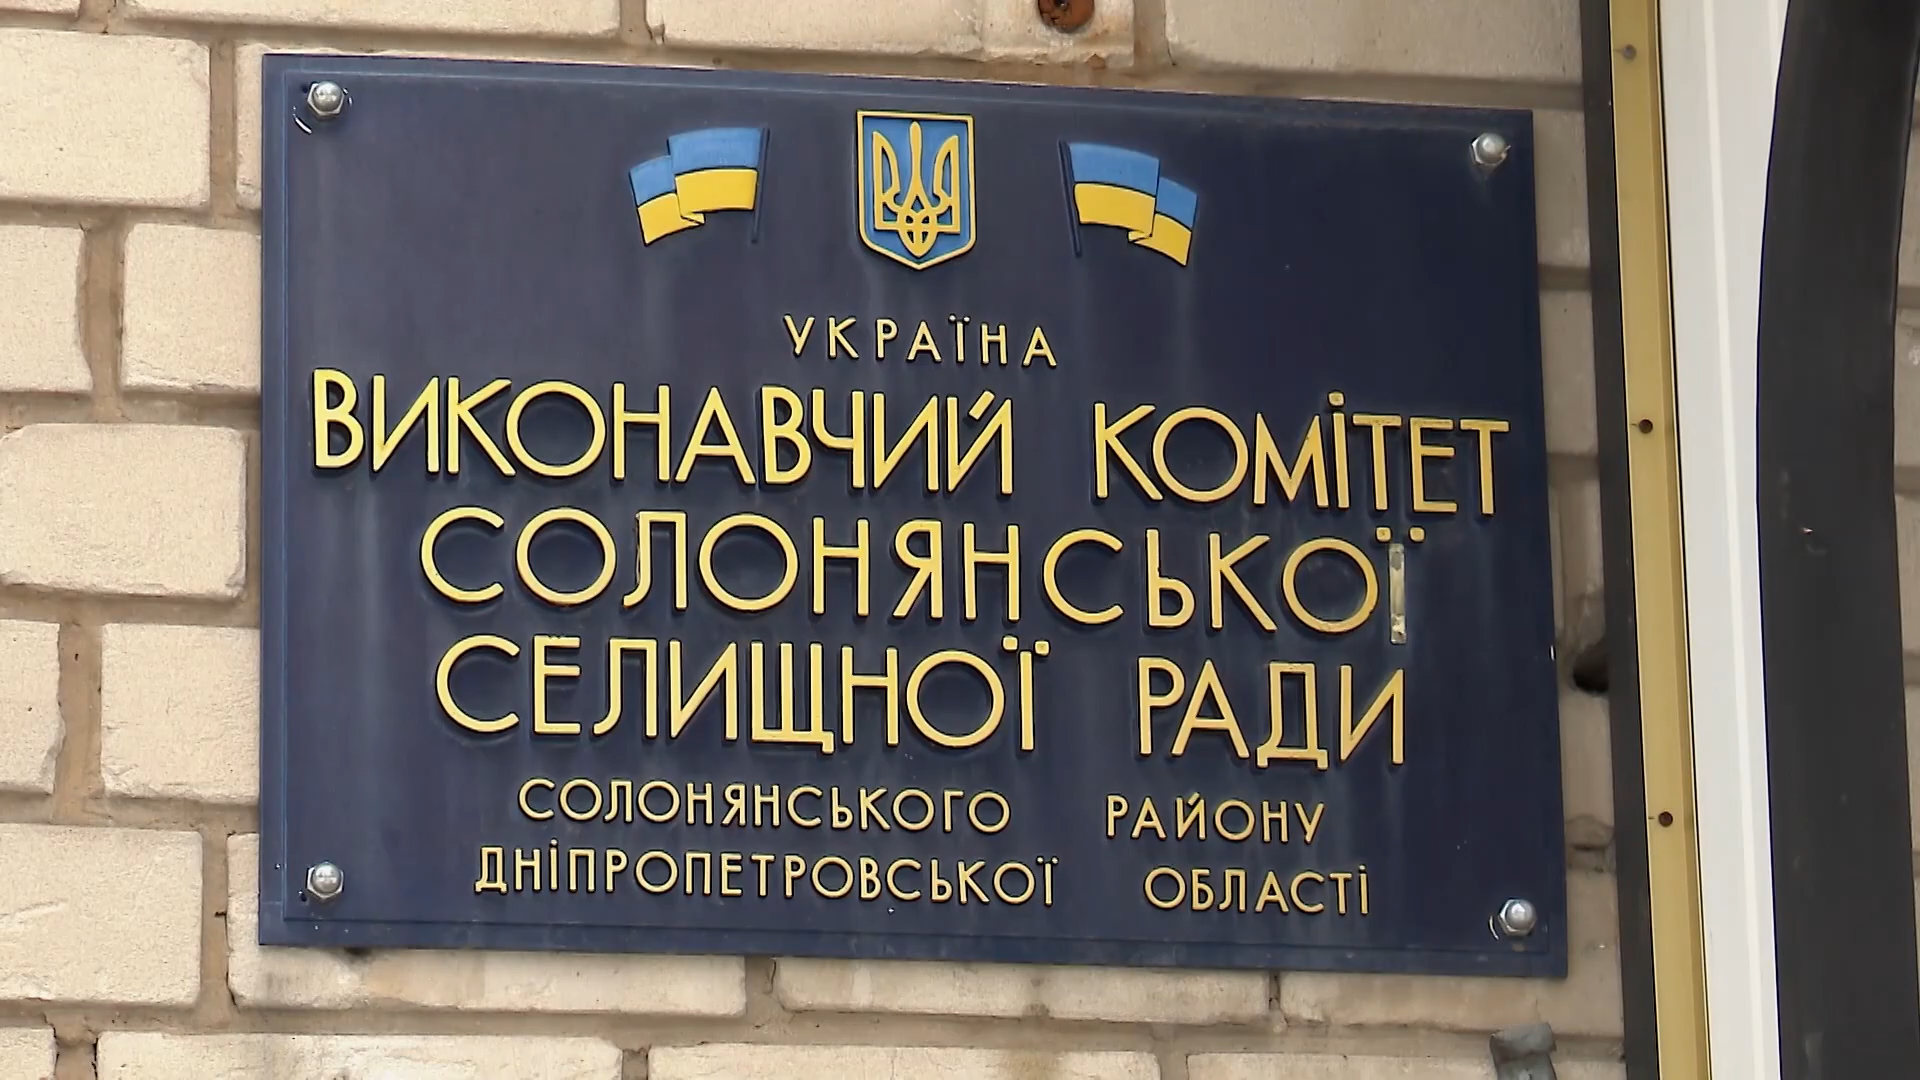 УКРАЇНА
ВИКОНАВЧИЙ КОМІТЕТ
СОЛОНЯНСЬКОЇ
СЕЛИЩНОЇ РАДИ
СОЛОНЯНСЬКОГО РАЙОНУ
ДНІПРОПЕТРОВСЬКОЇ ОБЛАСТІ